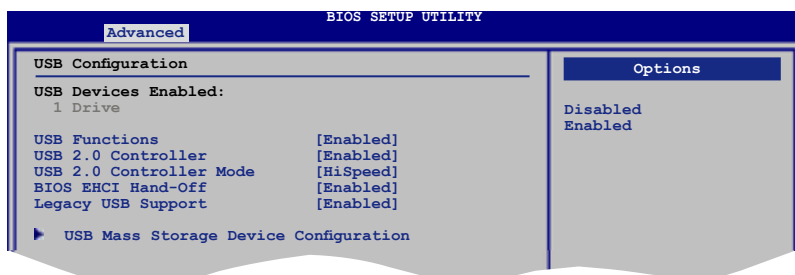 BIOS SETUP UTILITY
Advanced
USB Configuration
USB Devices Enabled:
1 Drive
USB Functions [Enabled]
USB 2.0 Controller [Enabled]
USB 2.0 Controller Mode [HiSpeed]
BIOS EHCI Hand-Off [Enabled]
Legacy USB Support [Enabled]
USB Mass Storage Device Configuration
Options
Disabled
Enabled